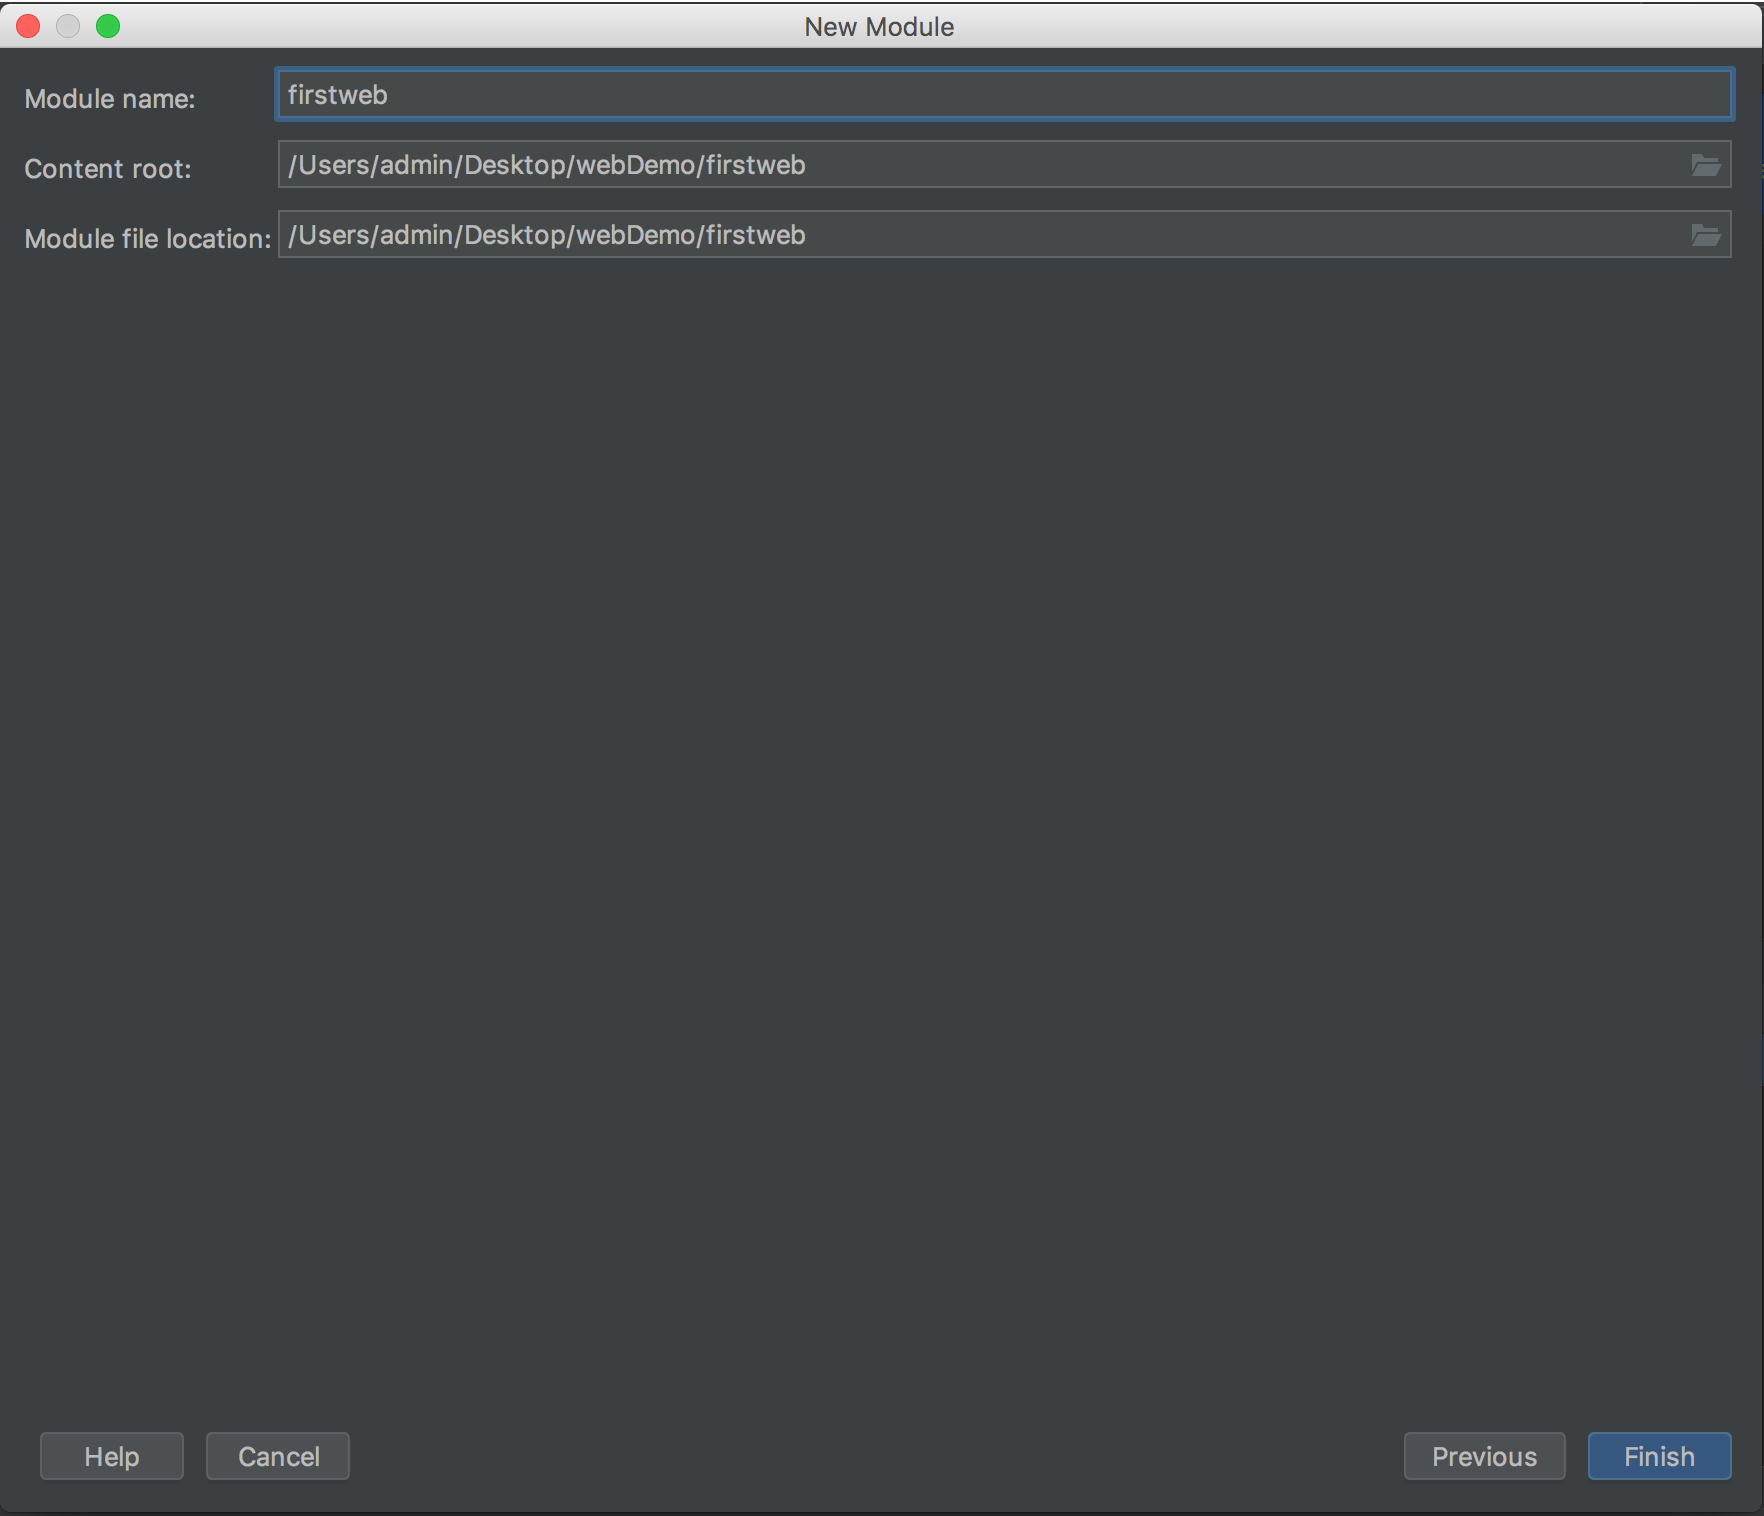 New Module
Module name: firstweb
Content root: /Users/admin/Desktop/webDemo/firstweb
Module file location: /Users/admin/Desktop/webDemo/firstweb
Help Cancel Previous Finish